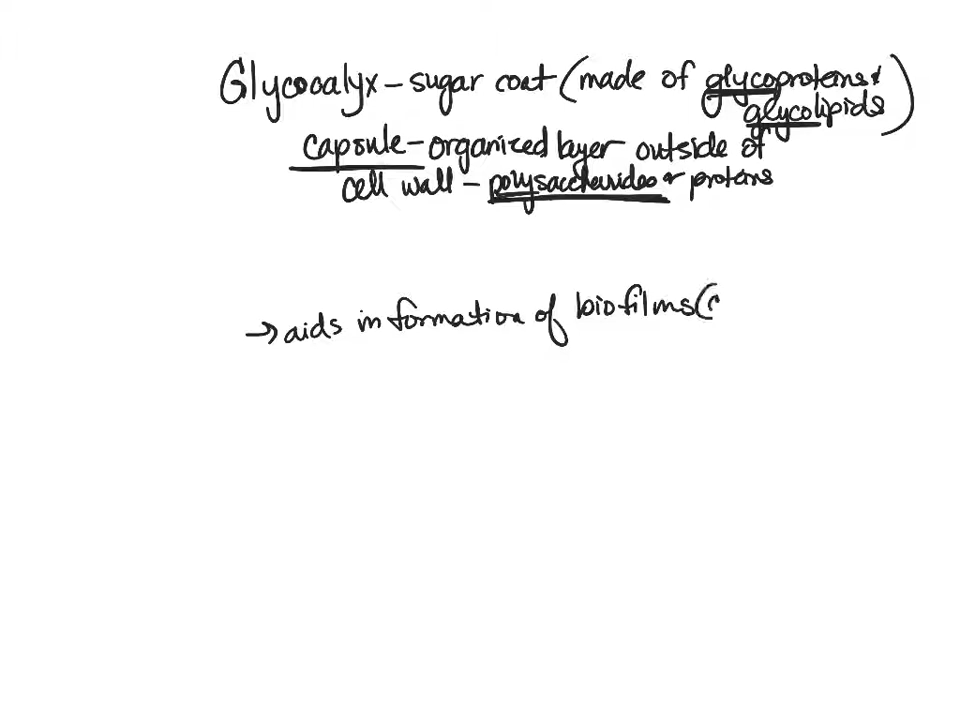 Glycocalyx - sugar coat (made of glycoproteins &
glycolipids)
capsule - organized layer outside of
cell wall - polysaccharides or proteins
→ aids in formation of biofilms (